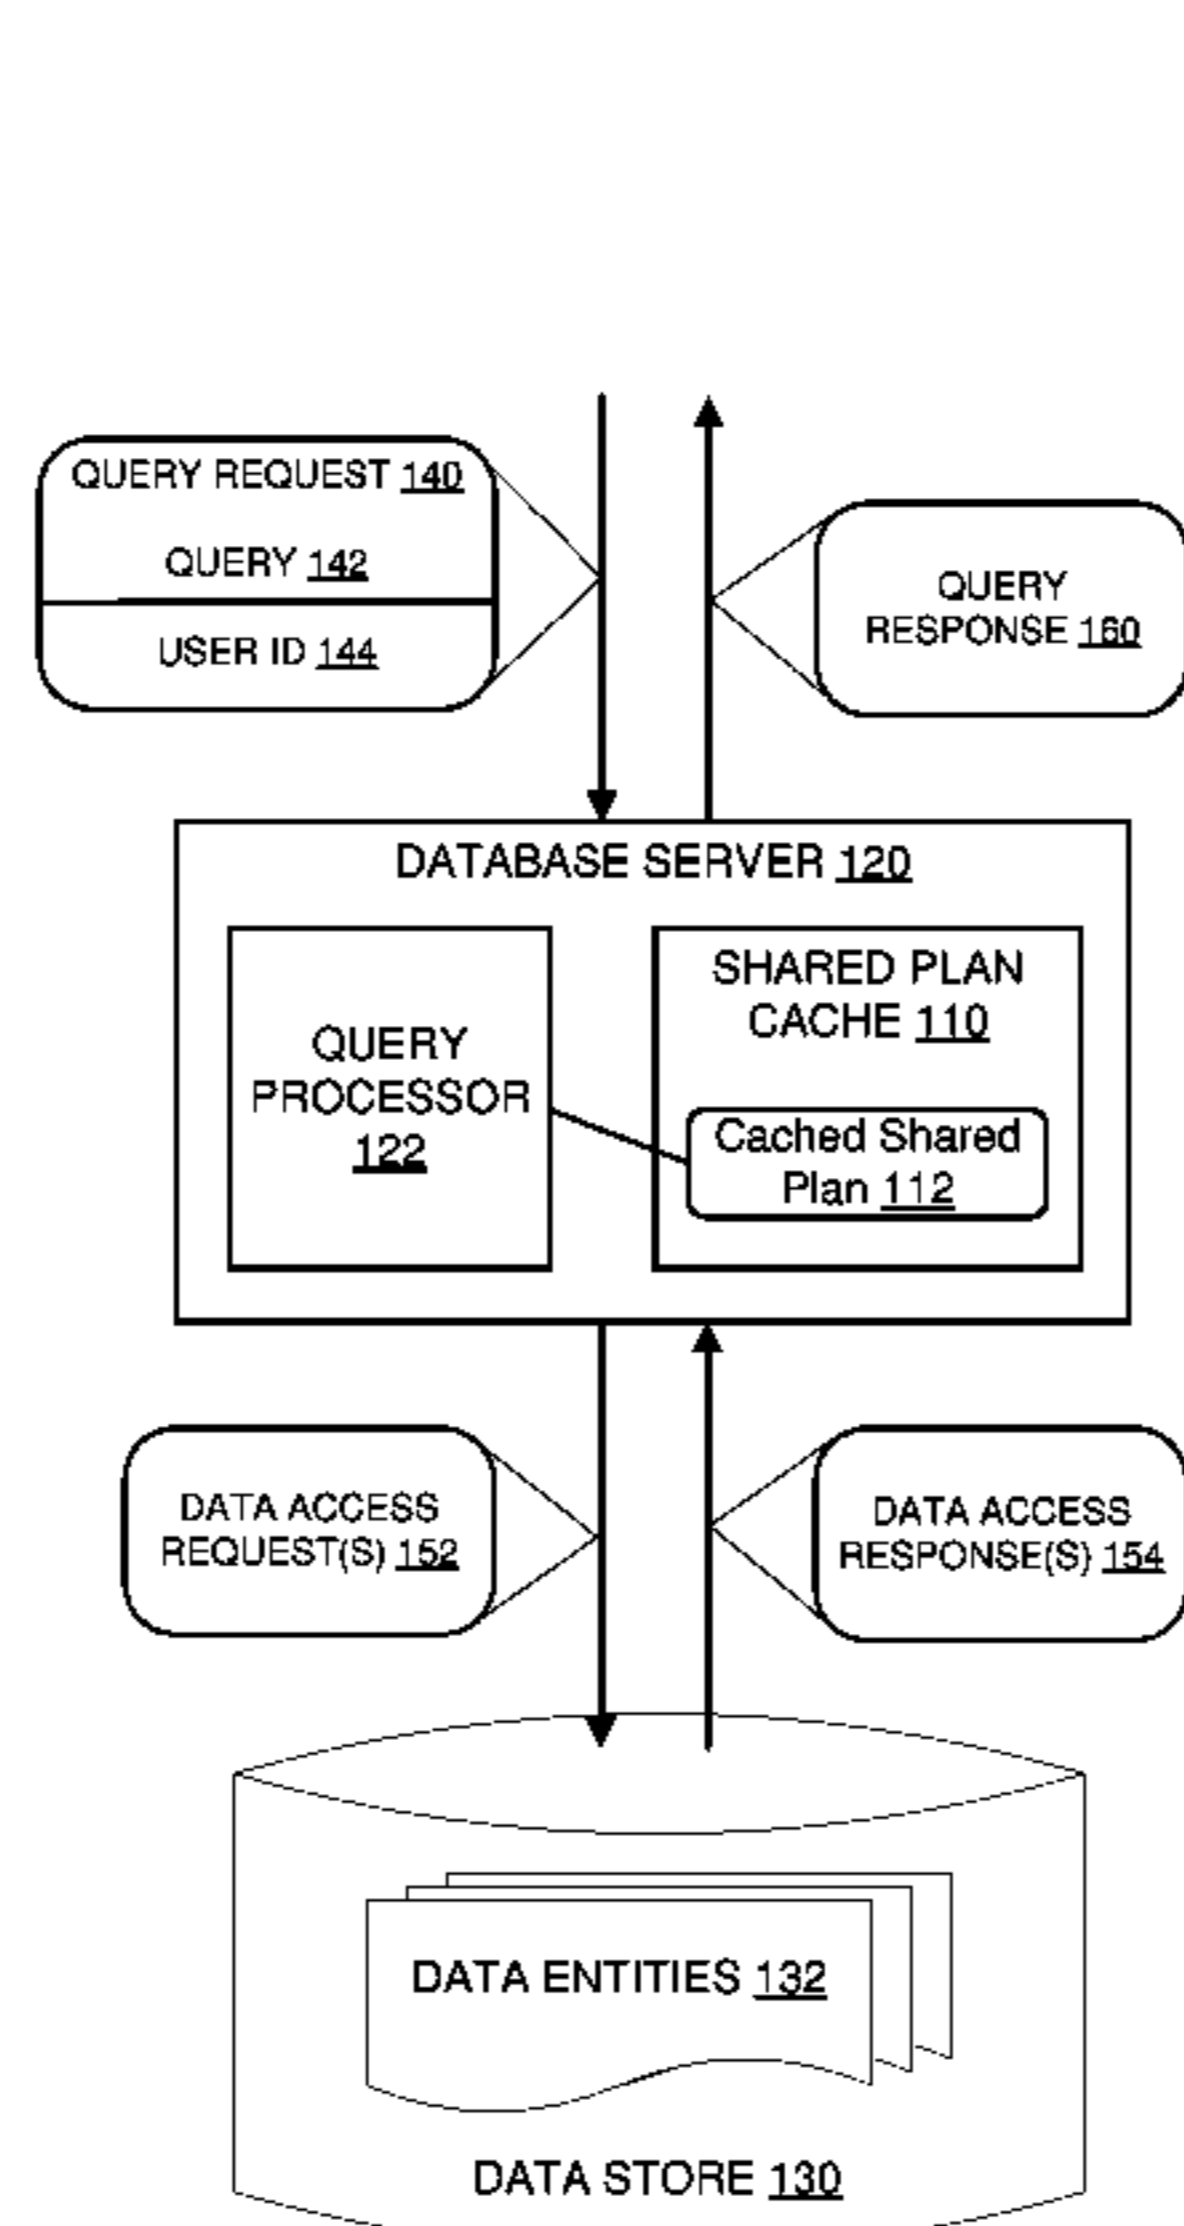 QUERY REQUEST 140
QUERY 142
USER ID 144
QUERY
RESPONSE 160
DATABASE SERVER 120
QUERY
PROCESSOR
122
SHARED PLAN
CACHE 110
Cached Shared
Plan 112
DATA ACCESS
REQUEST(S) 152
DATA ACCESS
RESPONSE(S) 154
DATA ENTITIES 132
DATA STORE 130